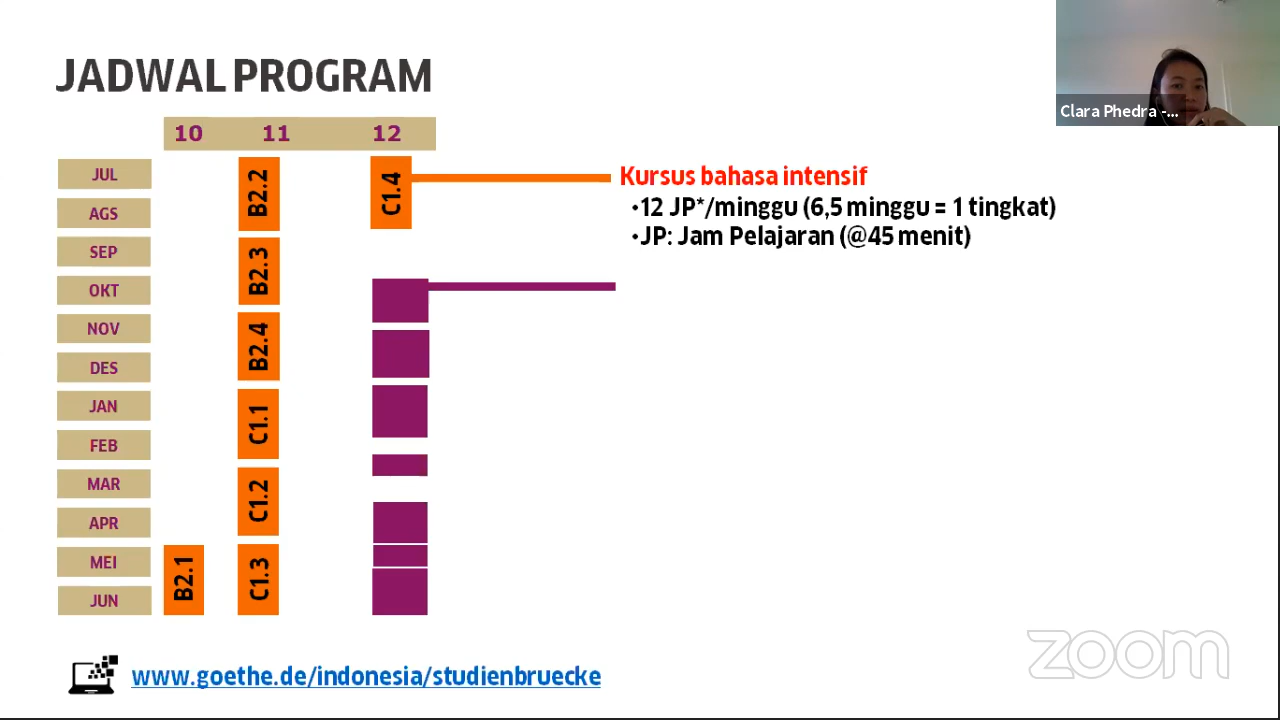 JADWAL PROGRAM
Clara Phedra -...
10 11 12
JUL
AGS
SEP
OKT
NOV
DES
JAN
FEB
MAR
APR
MEI
JUN
B2.1
B2.2
B2.3
B2.4
C1.1
C1.2
C1.3
C1.4
Kursus bahasa intensif
•12 JP*/minggu (6,5 minggu = 1 tingkat)
•JP: Jam Pelajaran (@45 menit)
www.goethe.de/indonesia/studienbruecke
zoom